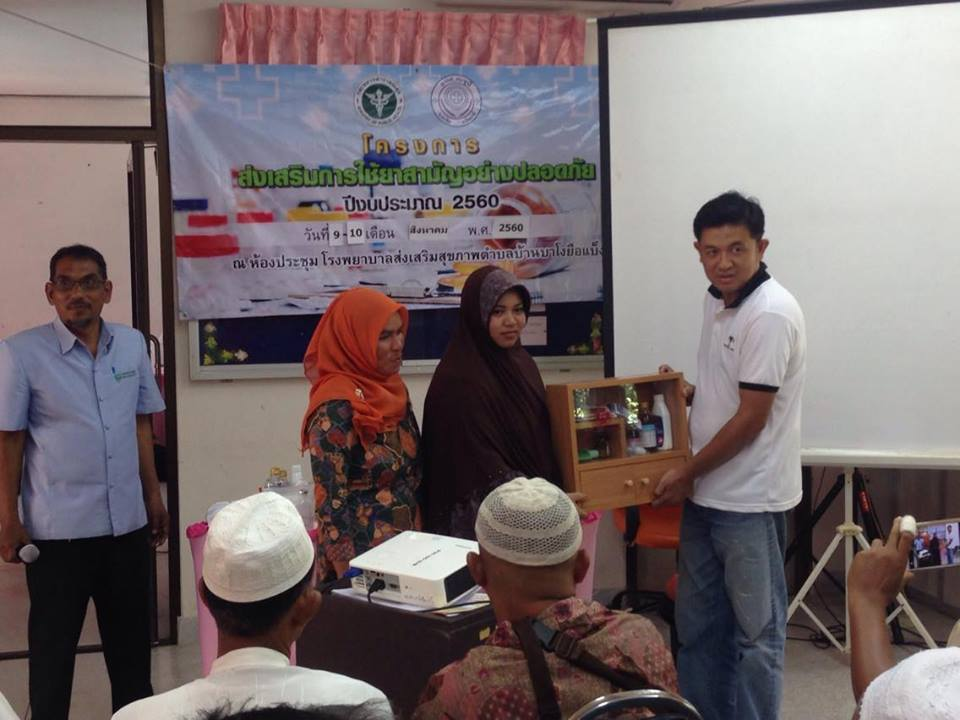 โครงการ
ส่งเสริมการใช้ยาสามัญอย่างปลอดภัย
ปีงบประมาณ 2560
วันที่ 9 - 10 เดือน สิงหาคม พ.ศ. 2560
ณ ห้องประชุม โรงพยาบาลส่งเสริมสุขภาพตำบลบ้านบาโงยือแบ็ง